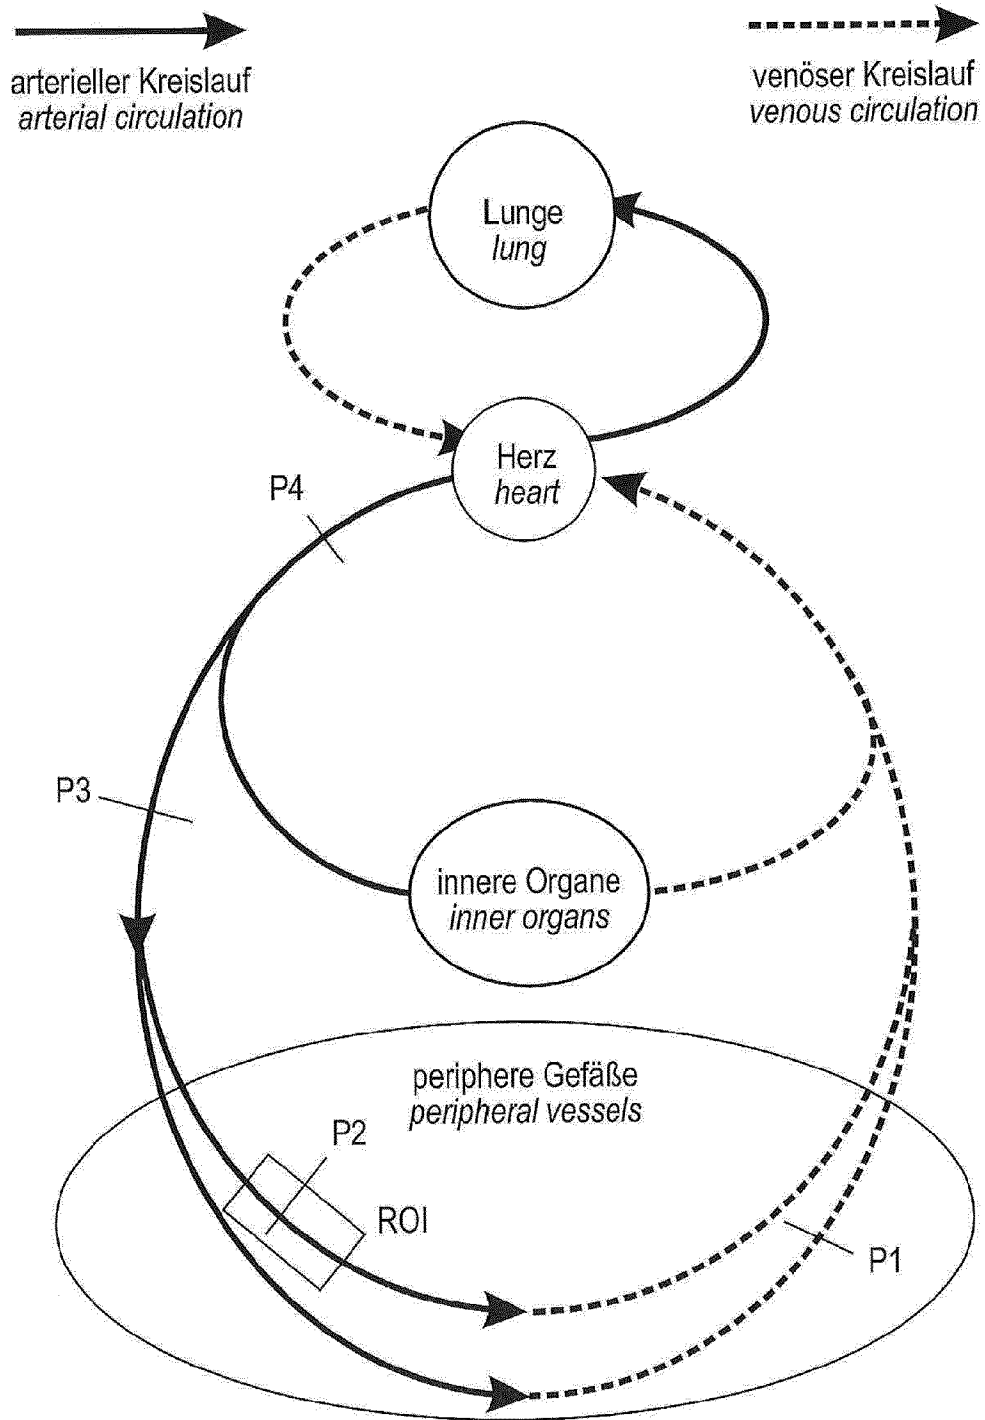 arterieller Kreislauf
arterial circulation
venöser Kreislauf
venous circulation
Lunge
lung
Herz
heart
P4
P3
innere Organe
inner organs
periphere Gefäße
peripheral vessels
P2
ROI
P1